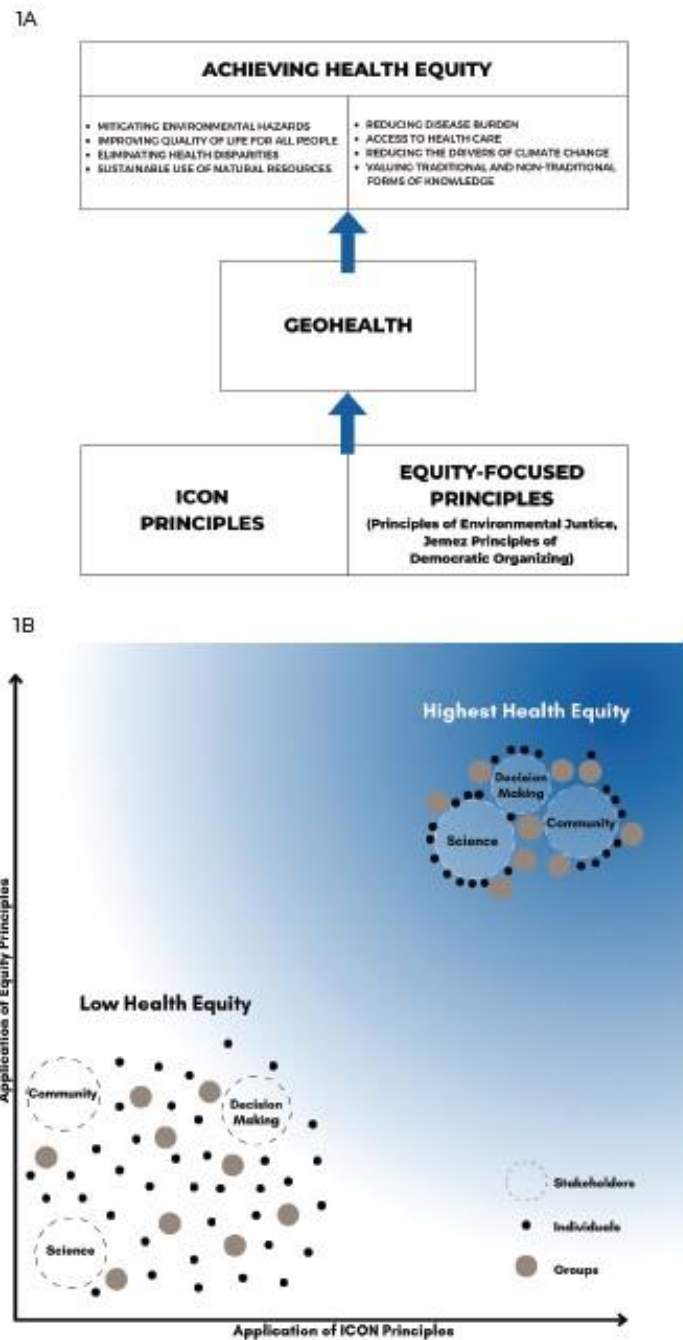 1A
ACHIEVING HEALTH EQUITY
• MITIGATING ENVIRONMENTAL HAZARDS
• IMPROVING QUALITY OF LIFE FOR ALL PEOPLE
• ELIMINATING HEALTH DISPARITIES
• SUSTAINABLE USE OF NATURAL RESOURCES
• REDUCING DISEASE BURDEN
• ACCESS TO HEALTH CARE
• REDUCING THE DRIVERS OF CLIMATE CHANGE
• VALUING TRADITIONAL AND NON-TRADITIONAL
FORMS OF KNOWLEDGE
GEOHEALTH
ICON
PRINCIPLES
EQUITY-FOCUSED
PRINCIPLES
(Principles of Environmental Justice,
Jemez Principles of
Democratic Organizing)
1B
Highest Health Equity
Decision
Making
Science
Community
Application of Equity Principles
Low Health Equity
Community
Decision
Making
Science
Stakeholders
Individuals
Groups
Application of ICON Principles